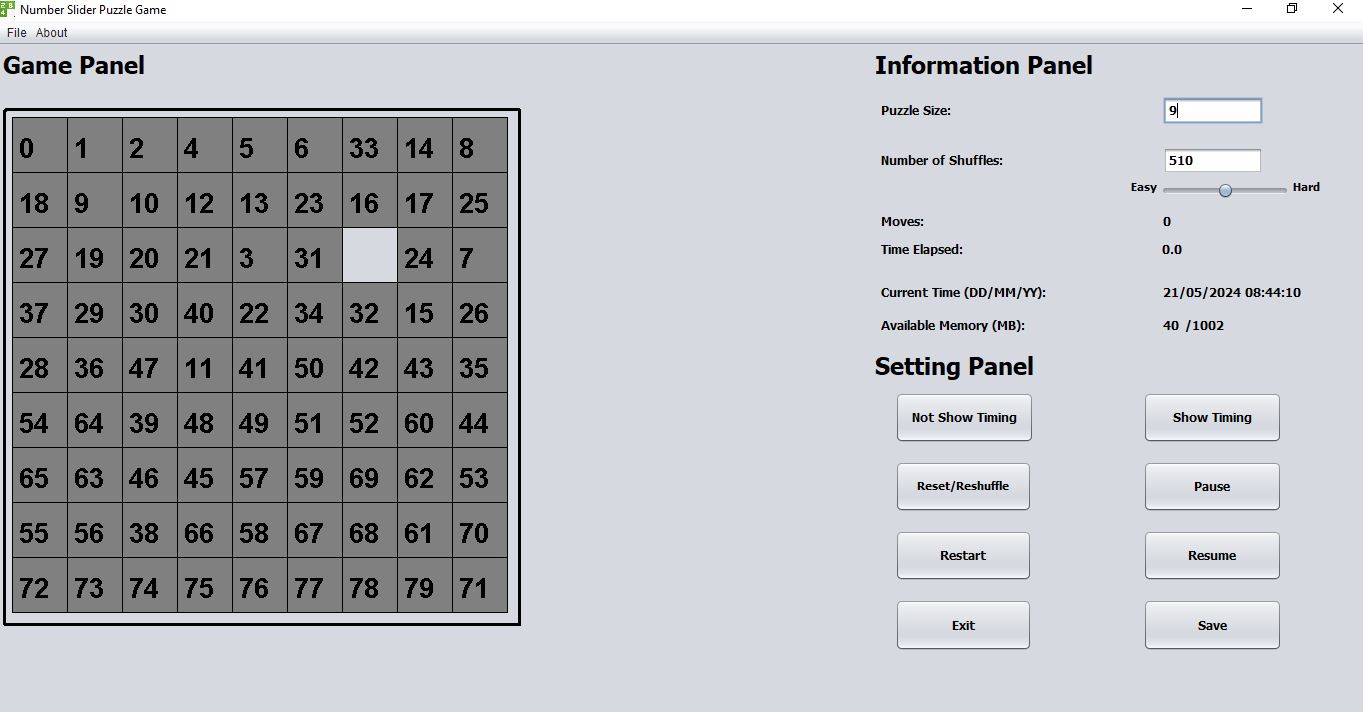 Number Slider Puzzle Game
File About
Game Panel
Information Panel
0 1 2 4 5 6 33 14 8
18 9 10 12 13 23 16 17 25
27 19 20 21 3 31 24 7
37 29 30 40 22 34 32 15 26
28 36 47 11 41 50 42 43 35
54 64 39 48 49 51 52 60 44
65 63 46 45 57 59 69 62 53
55 56 38 66 58 67 68 61 70
72 73 74 75 76 77 78 79 71
Puzzle Size: 9
Number of Shuffles: 510
Easy Hard
Moves: 0
Time Elapsed: 0.0
Current Time (DD/MM/YY): 21/05/2024 08:44:10
Available Memory (MB): 40 /1002
Setting Panel
Not Show Timing Show Timing
Reset/Reshuffle Pause
Restart Resume
Exit Save